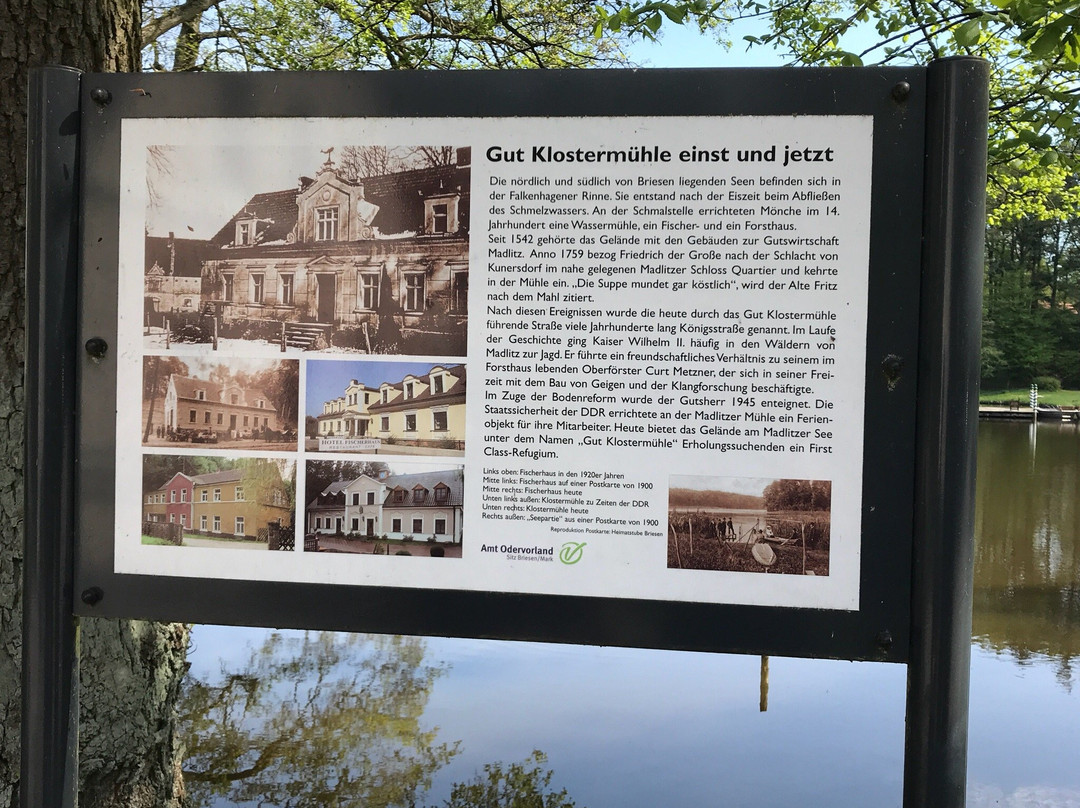 Gut Klostermühle einst und jetzt
Die nördlich und südlich von Briesen liegenden Seen befinden sich in
der Falkenhagener Rinne. Sie entstand nach der Eiszeit beim Abfließen
des Schmelzwassers. An der Schmalstelle errichteten Mönche im 14.
Jahrhundert eine Wassermühle, ein Fischer- und ein Forsthaus.
Seit 1542 gehörte das Gelände mit den Gebäuden zur Gutswirtschaft
Madlitz. Anno 1759 bezog Friedrich der Große nach der Schlacht von
Kunersdorf im nahe gelegenen Madlitzer Schloss Quartier und kehrte
in der Mühle ein. „Die Suppe mundet gar köstlich“, wird der Alte Fritz
nach dem Mahl zitiert.
Nach diesen Ereignissen wurde die heute durch das Gut Klostermühle
führende Straße viele Jahrhunderte lang Königsstraße genannt. Im Laufe
der Geschichte ging Kaiser Wilhelm II. häufig in den Wäldern von
Madlitz zur Jagd. Er führte ein freundschaftliches Verhältnis zu seinem im
Forsthaus lebenden Oberförster Curt Metzner, der sich in seiner Frei-
zeit mit dem Bau von Geigen und der Klangforschung beschäftigte.
Im Zuge der Bodenreform wurde der Gutsherr 1945 enteignet. Die
Staatssicherheit der DDR errichtete an der Madlitzer Mühle ein Ferien-
objekt für ihre Mitarbeiter. Heute bietet das Gelände am Madlitzer See
unter dem Namen „Gut Klostermühle“ Erholungssuchenden ein First
Class-Refugium.
Links oben: Fischerhaus in den 1920er Jahren
Mitte links: Fischerhaus auf einer Postkarte von 1900
Mitte rechts: Fischerhaus heute
Unten links außen: Klostermühle zu Zeiten der DDR
Unten rechts: Klostermühle heute
Rechts außen: „Seepartie“ aus einer Postkarte von 1900
Reproduktion Postkarte: Heimatstube Briesen
Amt Odervorland
Sitz Briesen/Mark
HOTEL FISCHERHAUS